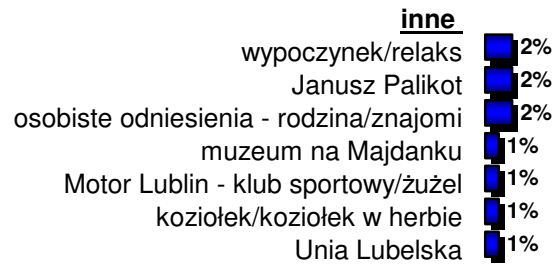 inne
wypoczynek/relaks 2%
Janusz Palikot 2%
osobiste odniesienia - rodzina/znajomi 2%
muzeum na Majdanku 1%
Motor Lublin - klub sportowy/żużel 1%
koziołek/koziołek w herbie 1%
Unia Lubelska 1%